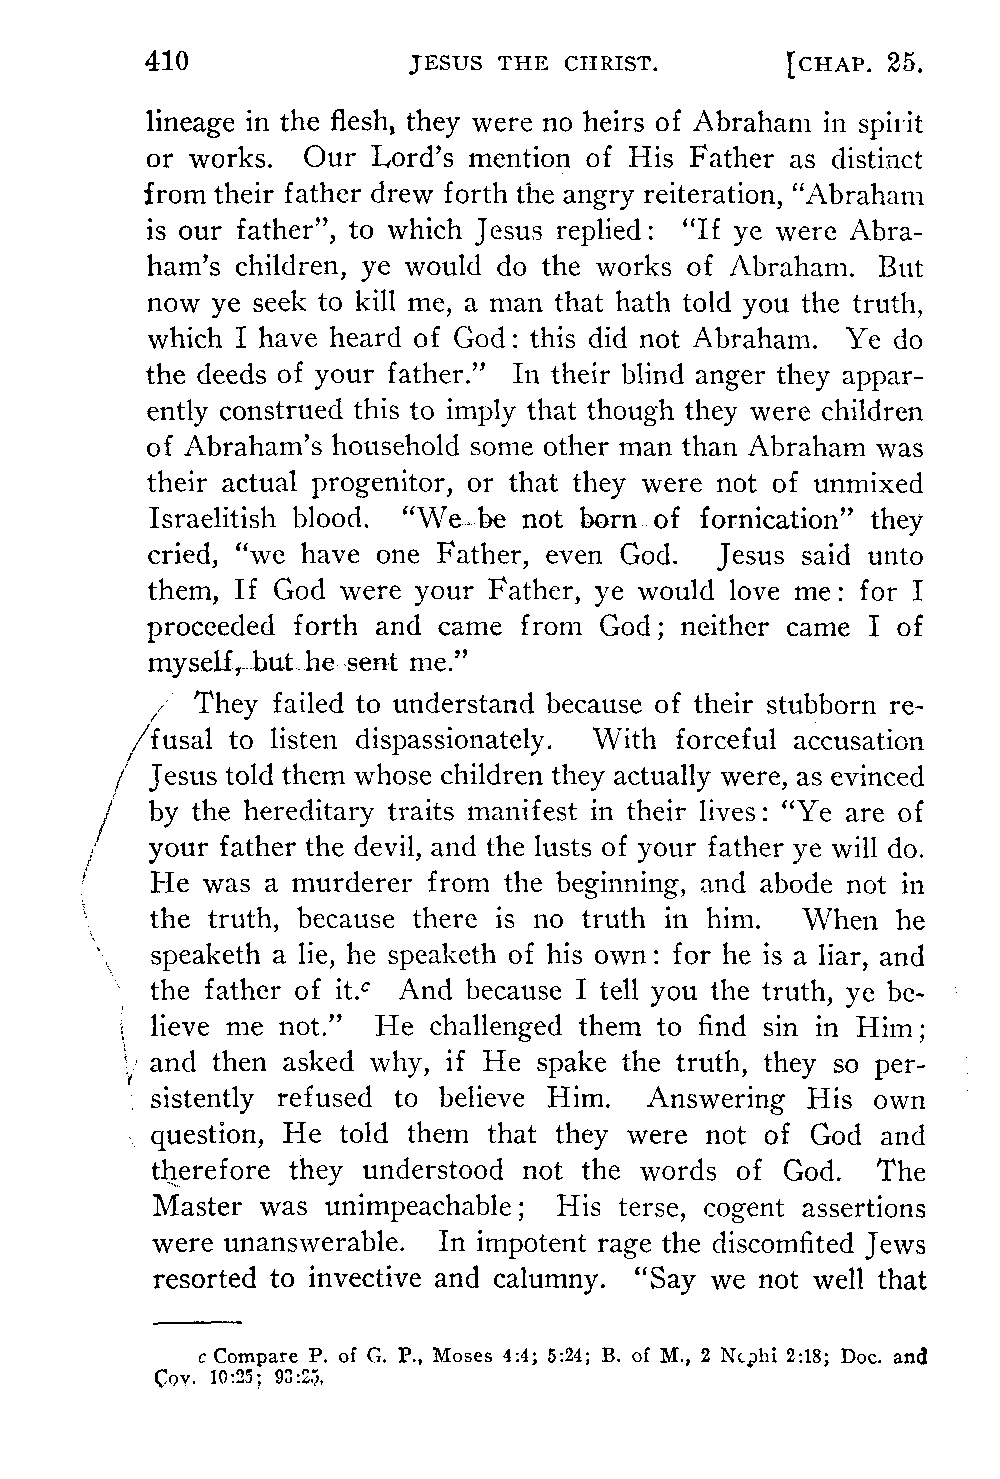 410 JESUS THE CHRIST. [CHAP. 25.
lineage in the flesh, they were no heirs of Abraham in spirit
or works. Our Lord's mention of His Father as distinct
from their father drew forth the angry reiteration, "Abraham
is our father", to which Jesus replied: "If ye were Abra-
ham's children, ye would do the works of Abraham. But
now ye seek to kill me, a man that hath told you the truth,
which I have heard of God: this did not Abraham. Ye do
the deeds of your father." In their blind anger they appar-
ently construed this to imply that though they were children
of Abraham's household some other man than Abraham was
their actual progenitor, or that they were not of unmixed
Israelitish blood. "We be not born of fornication" they
cried, "we have one Father, even God. Jesus said unto
them, If God were your Father, ye would love me: for I
proceeded forth and came from God; neither came I of
myself, but he sent me."
They failed to understand because of their stubborn re-
fusal to listen dispassionately. With forceful accusation
Jesus told them whose children they actually were, as evinced
by the hereditary traits manifest in their lives: "Ye are of
your father the devil, and the lusts of your father ye will do.
He was a murderer from the beginning, and abode not in
the truth, because there is no truth in him. When he
speaketh a lie, he speaketh of his own: for he is a liar, and
the father of it.c And because I tell you the truth, ye be-
lieve me not." He challenged them to find sin in Him;
and then asked why, if He spake the truth, they so per-
sistently refused to believe Him. Answering His own
question, He told them that they were not of God and
therefore they understood not the words of God. The
Master was unimpeachable; His terse, cogent assertions
were unanswerable. In impotent rage the discomfited Jews
resorted to invective and calumny. "Say we not well that
c Compare P. of G. P., Moses 4:4; 5:24; B. of M., 2 Nephi 2:18; Doc. and
Cov. 10:25; 93:25.